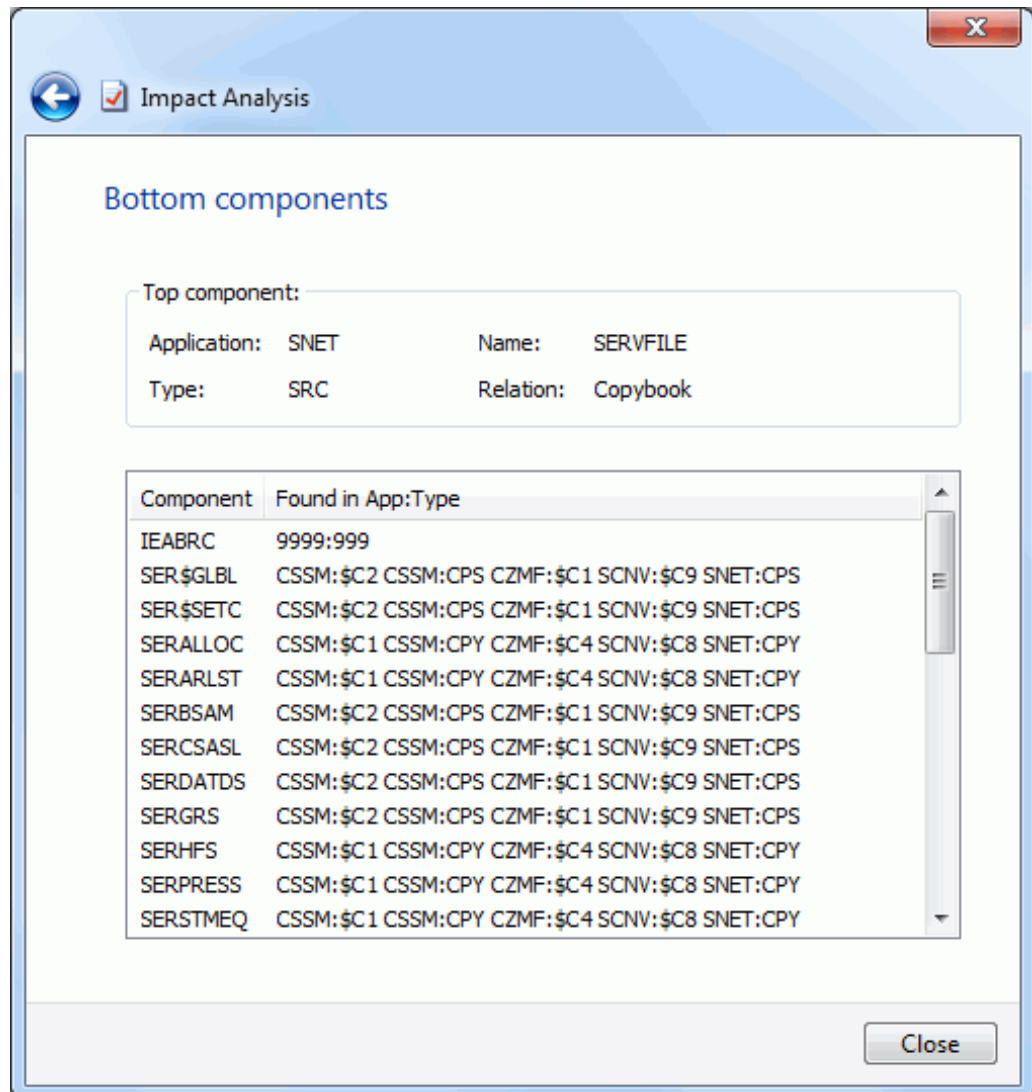 Impact Analysis
Bottom components
Top component:
Application: SNET Name: SERVFILE
Type: SRC Relation: Copybook
Component Found in App:Type
IEABRC 9999:999
SER$GLBL CSSM:$C2 CSSM:CPS CZMF:$C1 SCNV:$C9 SNET:CPS
SER$SETC CSSM:$C2 CSSM:CPS CZMF:$C1 SCNV:$C9 SNET:CPS
SERALLOC CSSM:$C1 CSSM:CPY CZMF:$C4 SCNV:$C8 SNET:CPY
SERARLST CSSM:$C1 CSSM:CPY CZMF:$C4 SCNV:$C8 SNET:CPY
SERBSAM CSSM:$C2 CSSM:CPS CZMF:$C1 SCNV:$C9 SNET:CPS
SERCSASL CSSM:$C2 CSSM:CPS CZMF:$C1 SCNV:$C9 SNET:CPS
SERDATDS CSSM:$C2 CSSM:CPS CZMF:$C1 SCNV:$C9 SNET:CPS
SERGRS CSSM:$C2 CSSM:CPS CZMF:$C1 SCNV:$C9 SNET:CPS
SERHFS CSSM:$C1 CSSM:CPY CZMF:$C4 SCNV:$C8 SNET:CPY
SERPRESS CSSM:$C1 CSSM:CPY CZMF:$C4 SCNV:$C8 SNET:CPY
SERSTMEQ CSSM:$C1 CSSM:CPY CZMF:$C4 SCNV:$C8 SNET:CPY
Close